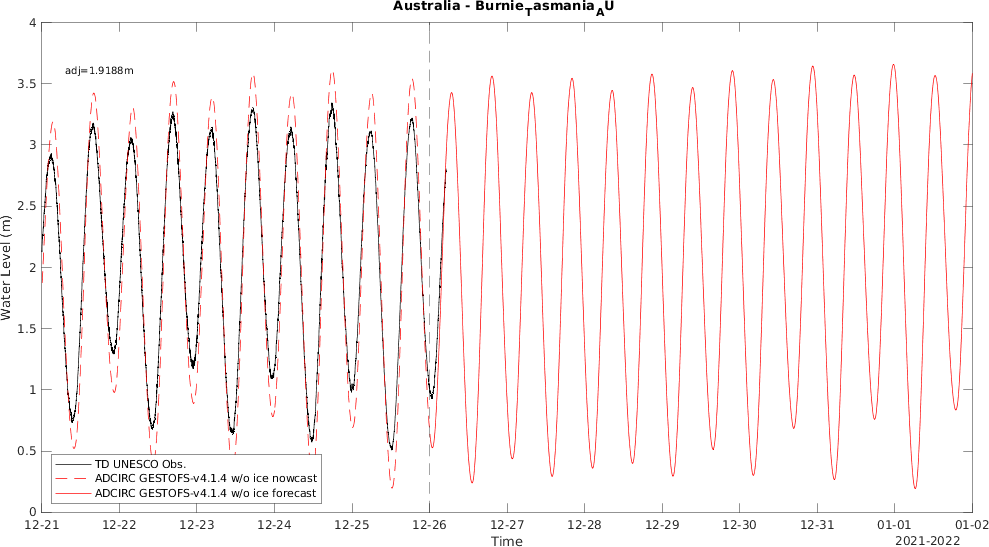 Australia - Burnie_Tasmania_AU
4
adj=1.9188m
3.5
3
2.5
2
1.5
1
0.5
0
Water Level (m)
TD UNESCO Obs.
ADCIRC GESTOFS-v4.1.4 w/o ice nowcast
ADCIRC GESTOFS-v4.1.4 w/o ice forecast
12-21 12-22 12-23 12-24 12-25 12-26 12-27 12-28 12-29 12-30 12-31 01-01 01-02
Time
2021-2022